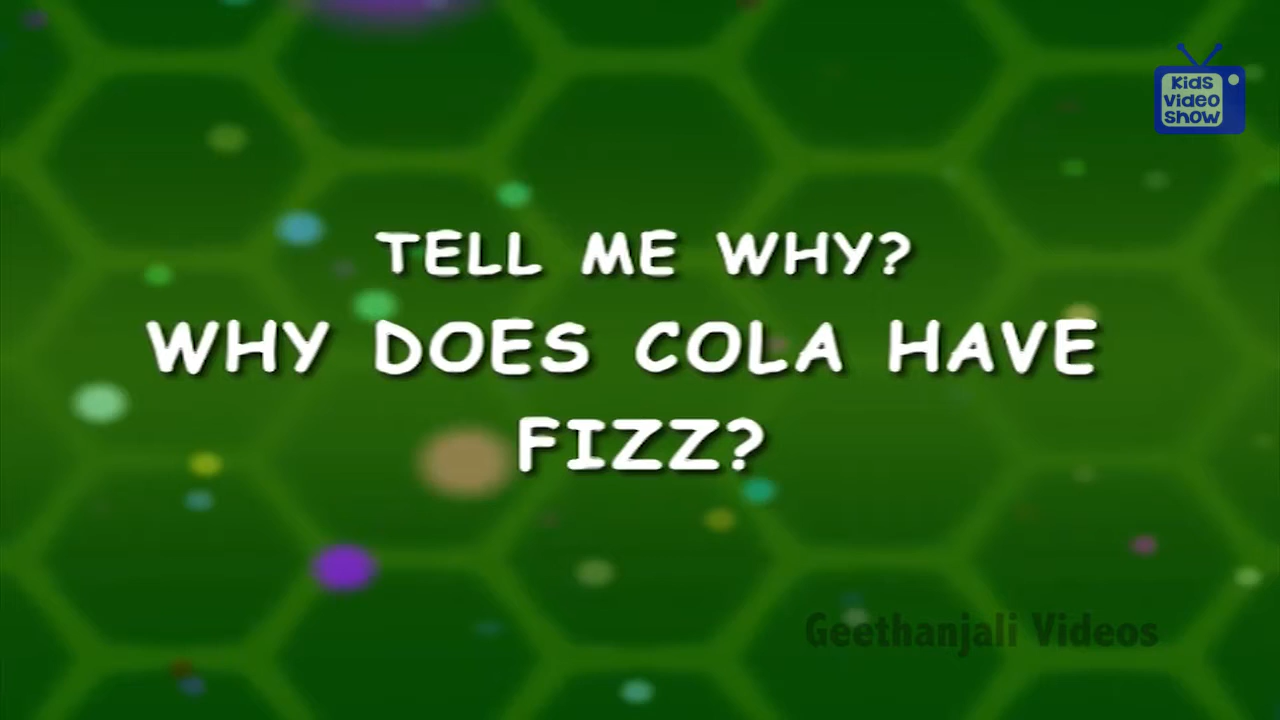 Kids
Video
Show
TELL ME WHY?
WHY DOES COLA HAVE
FIZZ?
Geethanjali Videos